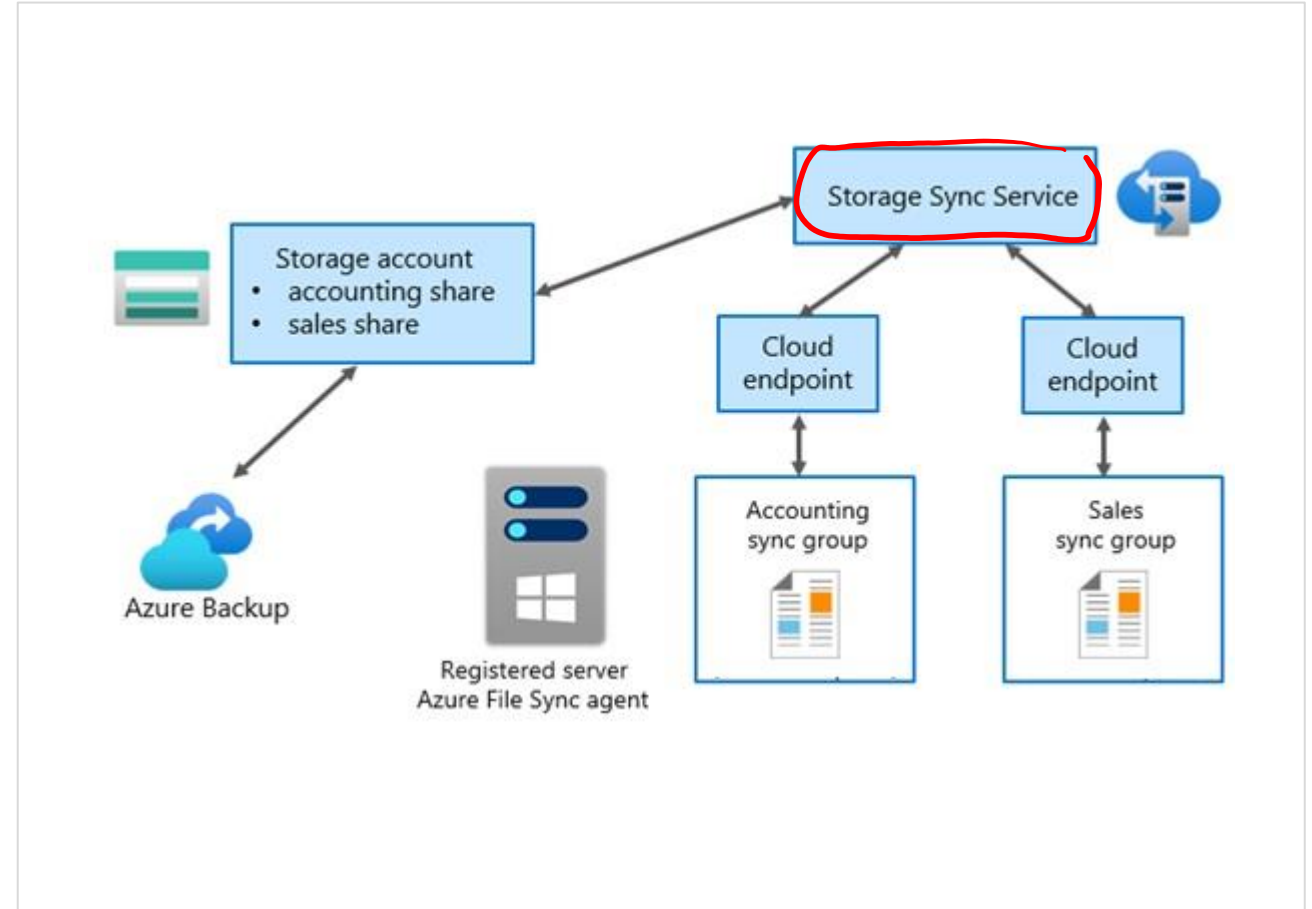 Storage Sync Service
Storage account
• accounting share
• sales share
Cloud
endpoint
Cloud
endpoint
Accounting
sync group
Sales
sync group
Azure Backup
Registered server
Azure File Sync agent